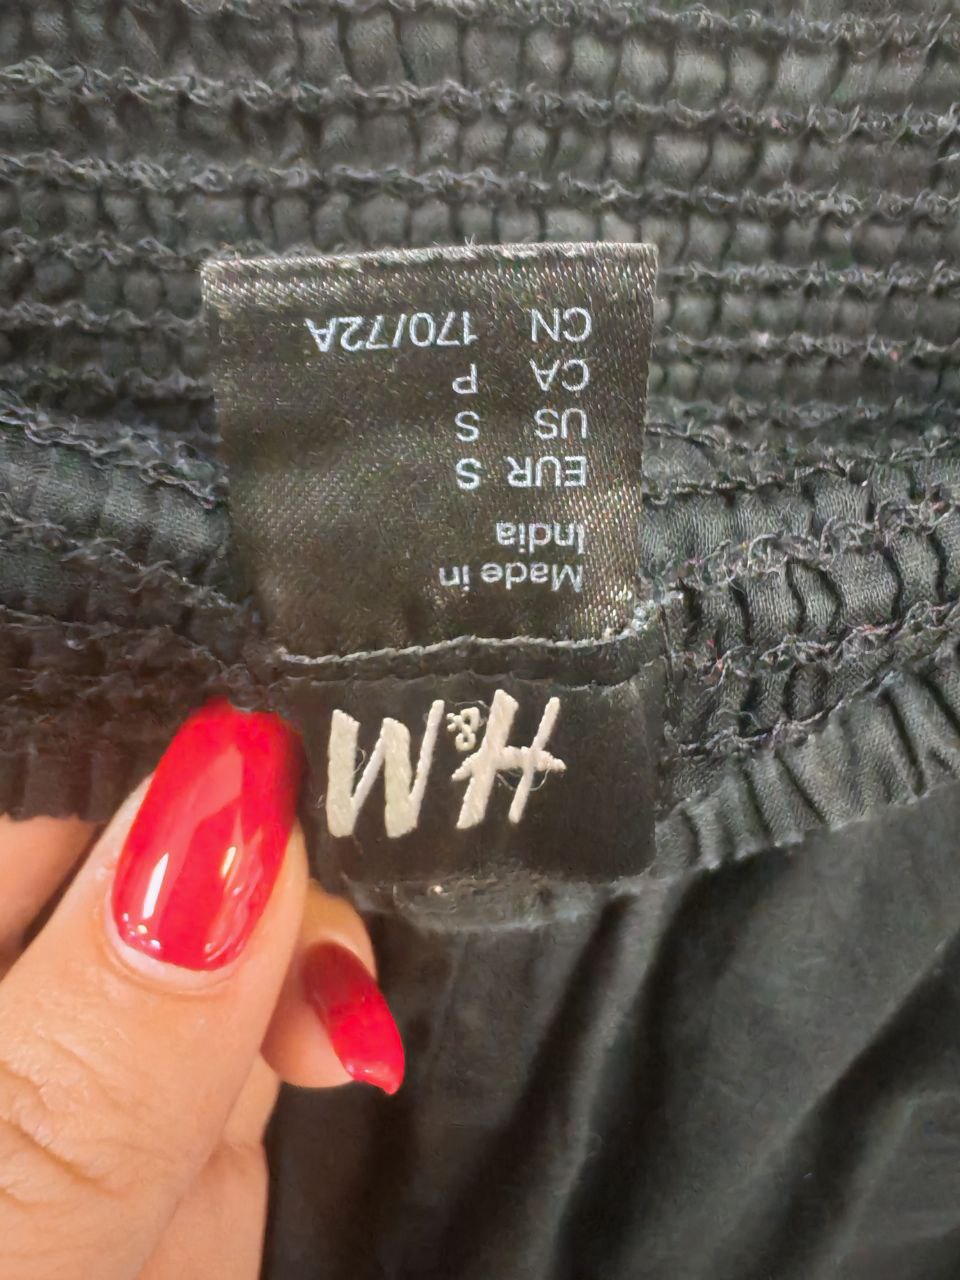 H&M
Made in
India
EUR S
US S
CA P
CN 170/72A